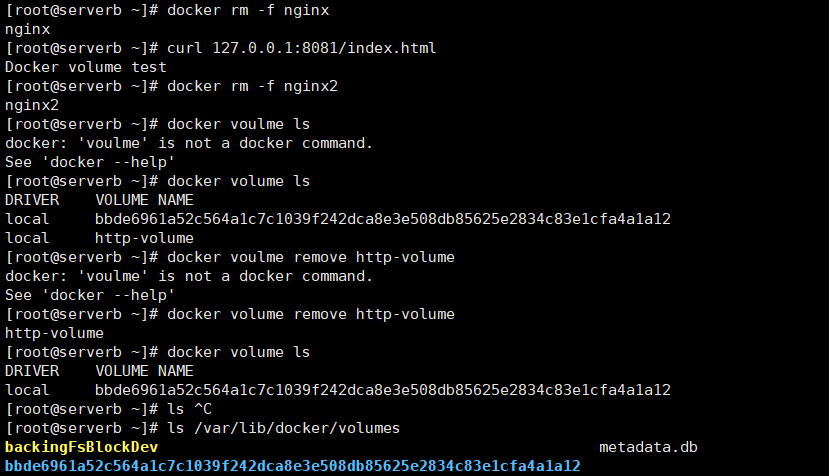 [root@serverb ~]# docker rm -f nginx
nginx
[root@serverb ~]# curl 127.0.0.1:8081/index.html
Docker volume test
[root@serverb ~]# docker rm -f nginx2
nginx2
[root@serverb ~]# docker voulme ls
docker: 'voulme' is not a docker command.
See 'docker --help'
[root@serverb ~]# docker volume ls
DRIVER    VOLUME NAME
local     bbde6961a52c564a1c7c1039f242dca8e3e508db85625e2834c83e1cfa4a1a12
local     http-volume
[root@serverb ~]# docker voulme remove http-volume
docker: 'voulme' is not a docker command.
See 'docker --help'
[root@serverb ~]# docker volume remove http-volume
http-volume
[root@serverb ~]# docker volume ls
DRIVER    VOLUME NAME
local     bbde6961a52c564a1c7c1039f242dca8e3e508db85625e2834c83e1cfa4a1a12
[root@serverb ~]# ls ^C
[root@serverb ~]# ls /var/lib/docker/volumes
backingFsBlockDev                                                 metadata.db
bbde6961a52c564a1c7c1039f242dca8e3e508db85625e2834c83e1cfa4a1a12